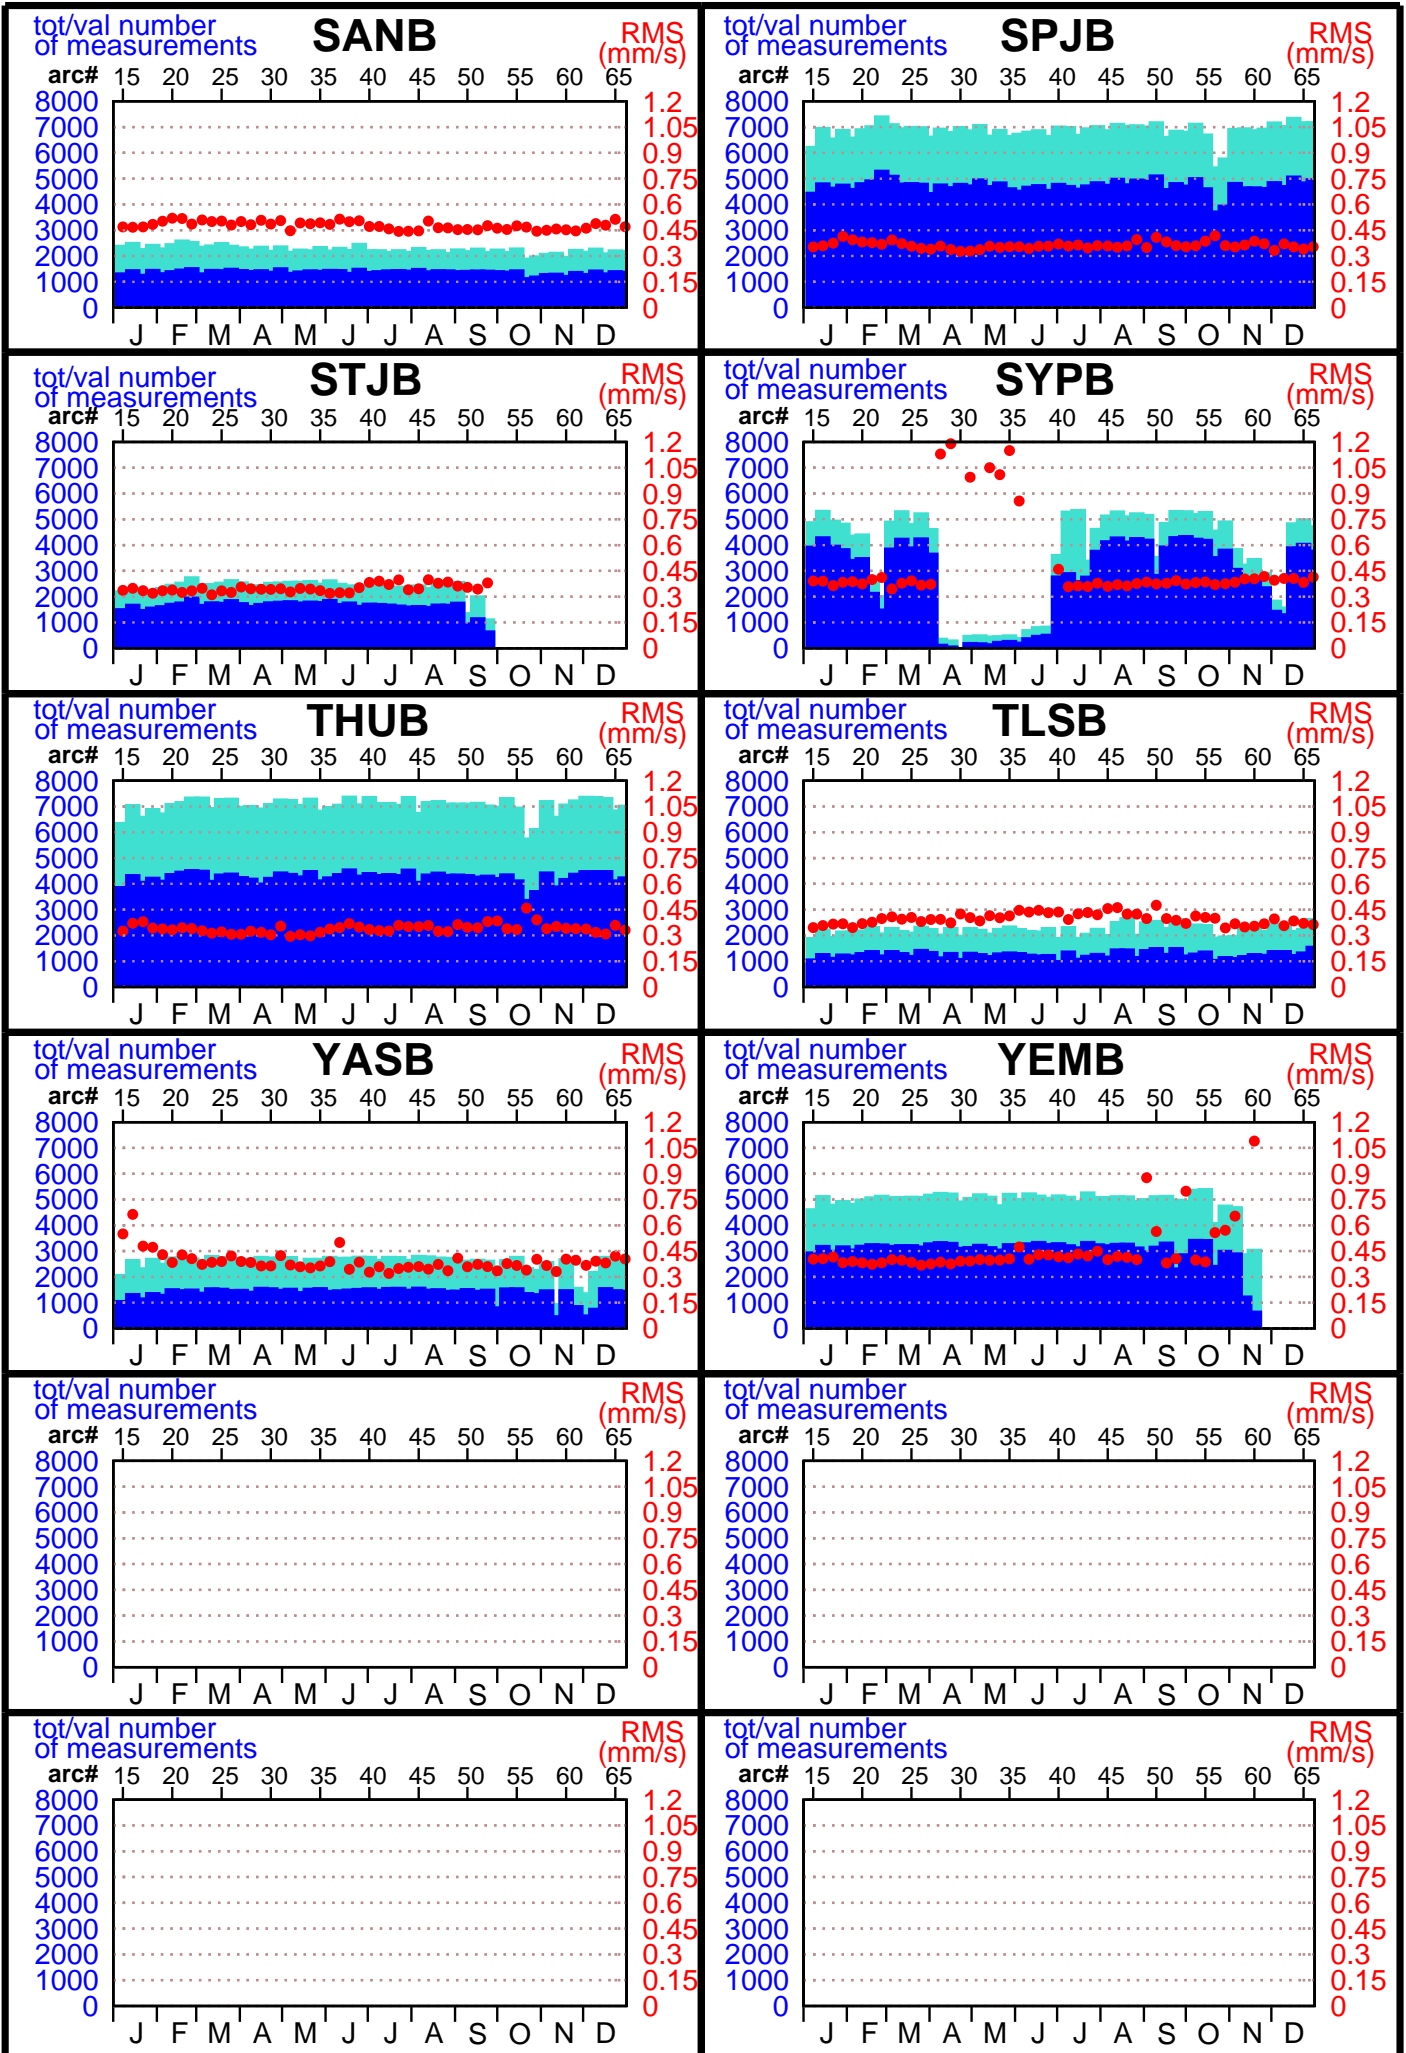 tot/val number
of measurements
SANB
RMS
(mm/s)
arc# 15 20 25 30 35 40 45 50 55 60 65
8000 1.2
7000 1.05
6000 0.9
5000 0.75
4000 0.6
3000 0.45
2000 0.3
1000 0.15
0 0
J F M A M J J A S O N D
tot/val number
of measurements
SPJB
RMS
(mm/s)
arc# 15 20 25 30 35 40 45 50 55 60 65
8000 1.2
7000 1.05
6000 0.9
5000 0.75
4000 0.6
3000 0.45
2000 0.3
1000 0.15
0 0
J F M A M J J A S O N D
tot/val number
of measurements
STJB
RMS
(mm/s)
arc# 15 20 25 30 35 40 45 50 55 60 65
8000 1.2
7000 1.05
6000 0.9
5000 0.75
4000 0.6
3000 0.45
2000 0.3
1000 0.15
0 0
J F M A M J J A S O N D
tot/val number
of measurements
SYPB
RMS
(mm/s)
arc# 15 20 25 30 35 40 45 50 55 60 65
8000 1.2
7000 1.05
6000 0.9
5000 0.75
4000 0.6
3000 0.45
2000 0.3
1000 0.15
0 0
J F M A M J J A S O N D
tot/val number
of measurements
THUB
RMS
(mm/s)
arc# 15 20 25 30 35 40 45 50 55 60 65
8000 1.2
7000 1.05
6000 0.9
5000 0.75
4000 0.6
3000 0.45
2000 0.3
1000 0.15
0 0
J F M A M J J A S O N D
tot/val number
of measurements
TLSB
RMS
(mm/s)
arc# 15 20 25 30 35 40 45 50 55 60 65
8000 1.2
7000 1.05
6000 0.9
5000 0.75
4000 0.6
3000 0.45
2000 0.3
1000 0.15
0 0
J F M A M J J A S O N D
tot/val number
of measurements
YASB
RMS
(mm/s)
arc# 15 20 25 30 35 40 45 50 55 60 65
8000 1.2
7000 1.05
6000 0.9
5000 0.75
4000 0.6
3000 0.45
2000 0.3
1000 0.15
0 0
J F M A M J J A S O N D
tot/val number
of measurements
YEMB
RMS
(mm/s)
arc# 15 20 25 30 35 40 45 50 55 60 65
8000 1.2
7000 1.05
6000 0.9
5000 0.75
4000 0.6
3000 0.45
2000 0.3
1000 0.15
0 0
J F M A M J J A S O N D
tot/val number
of measurements
RMS
(mm/s)
arc# 15 20 25 30 35 40 45 50 55 60 65
8000 1.2
7000 1.05
6000 0.9
5000 0.75
4000 0.6
3000 0.45
2000 0.3
1000 0.15
0 0
J F M A M J J A S O N D
tot/val number
of measurements
RMS
(mm/s)
arc# 15 20 25 30 35 40 45 50 55 60 65
8000 1.2
7000 1.05
6000 0.9
5000 0.75
4000 0.6
3000 0.45
2000 0.3
1000 0.15
0 0
J F M A M J J A S O N D
tot/val number
of measurements
RMS
(mm/s)
arc# 15 20 25 30 35 40 45 50 55 60 65
8000 1.2
7000 1.05
6000 0.9
5000 0.75
4000 0.6
3000 0.45
2000 0.3
1000 0.15
0 0
J F M A M J J A S O N D
tot/val number
of measurements
RMS
(mm/s)
arc# 15 20 25 30 35 40 45 50 55 60 65
8000 1.2
7000 1.05
6000 0.9
5000 0.75
4000 0.6
3000 0.45
2000 0.3
1000 0.15
0 0
J F M A M J J A S O N D